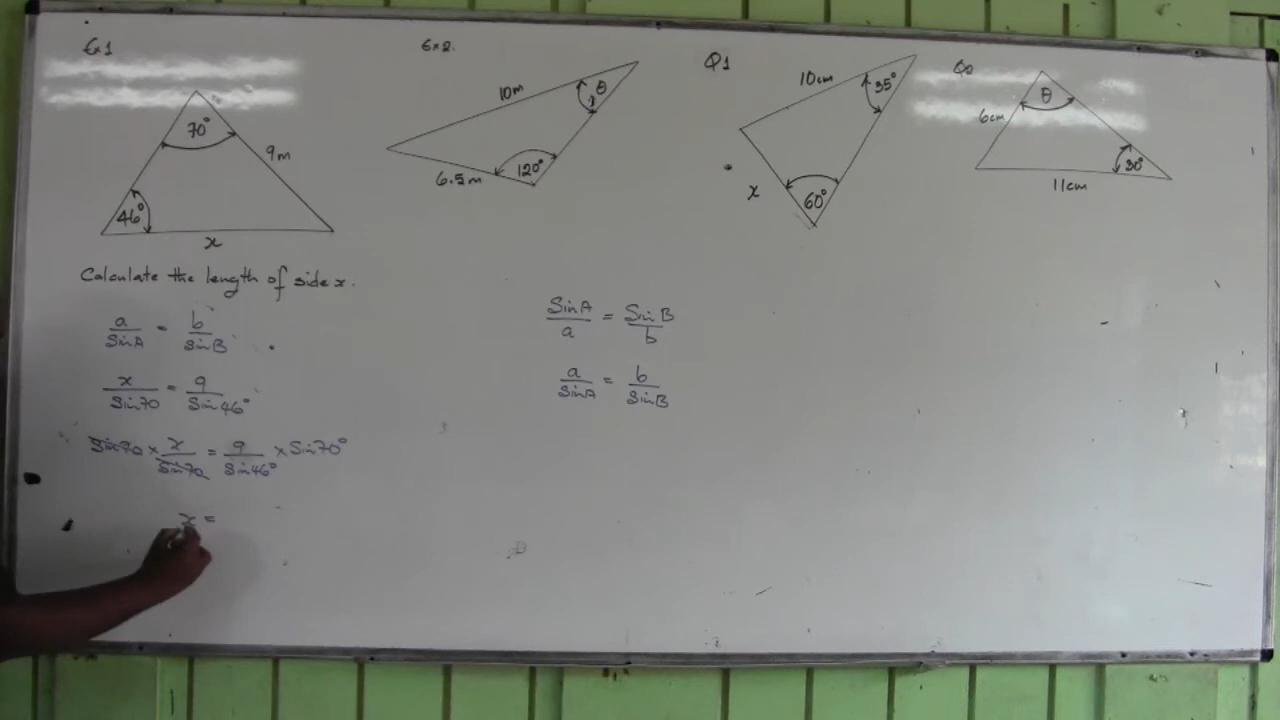 Ex1
70°
9m
46°
x
Ex2.
10m
θ
6.5m
120°
Q1
10cm
35°
x
60°
θ
6cm
30°
11cm
Calculate the length of side x.
a/SinA = b/sinB
x/Sin70 = 9/Sin46°
Sin70 × x/Sin70 = 9/Sin46° × Sin70°
x =
SinA/a = SinB/b
a/SinA = b/SinB